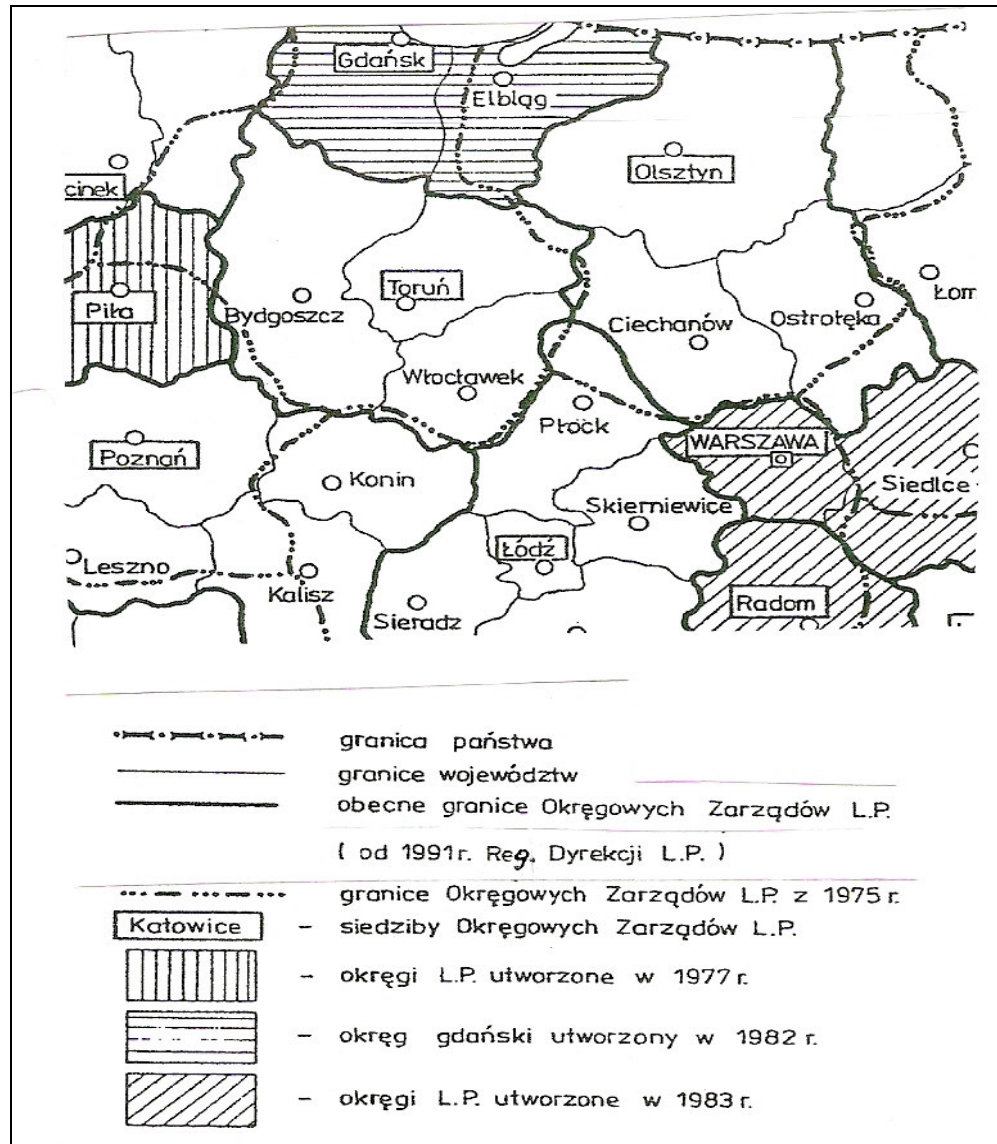 Gdańsk
Elbląg
Olsztyn
cinek
Piła
Bydgoszcz
Toruń
Ciechanów
Ostrołęka
Łom
Włocławek
Płock
Poznań
WARSZAWA
Konin
Skierniewice
Siedlce
Leszno
Łódź
Kalisz
Sieradz
Radom
granica państwa
granice województw
obecne granice Okręgowych Zarządów L.P.
( od 1991r. Reg. Dyrekcji L.P. )
granice Okręgowych Zarządów L.P. z 1975 r.
Katowice – siedziby Okręgowych Zarządów L.P.
– okręgi L.P. utworzone w 1977 r.
– okręg gdański utworzony w 1982 r.
– okręgi L.P. utworzone w 1983 r.